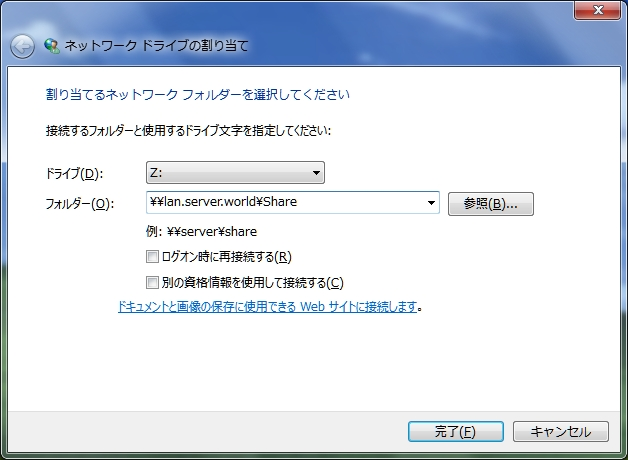 ネットワーク ドライブの割り当て
割り当てるネットワーク フォルダーを選択してください
接続するフォルダーと使用するドライブ文字を指定してください:
ドライブ(D): Z:
フォルダー(O): ¥¥lan.server.world¥Share 参照(B)...
例: ¥¥server¥share
ログオン時に再接続する(R)
別の資格情報を使用して接続する(C)
ドキュメントと画像の保存に使用できる Web サイトに接続します。
完了(F) キャンセル